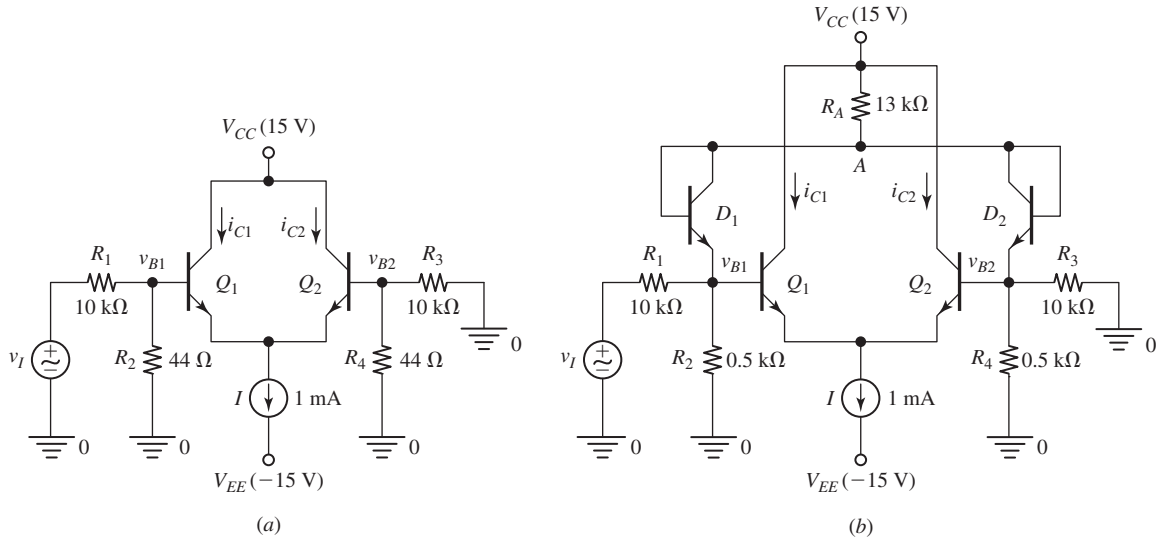 V_CC (15 V)
i_C1
i_C2
R_1
v_B1
Q_1
Q_2
v_B2
R_3
10 kΩ
10 kΩ
0
v_I
+
−
R_2
44 Ω
R_4
44 Ω
I
1 mA
0
0
0
V_EE (−15 V)
(a)
V_CC (15 V)
R_A
13 kΩ
A
i_C1
i_C2
D_1
D_2
R_1
v_B1
Q_1
Q_2
v_B2
R_3
10 kΩ
10 kΩ
0
v_I
+
−
R_2
0.5 kΩ
R_4
0.5 kΩ
I
1 mA
0
0
0
V_EE (−15 V)
(b)